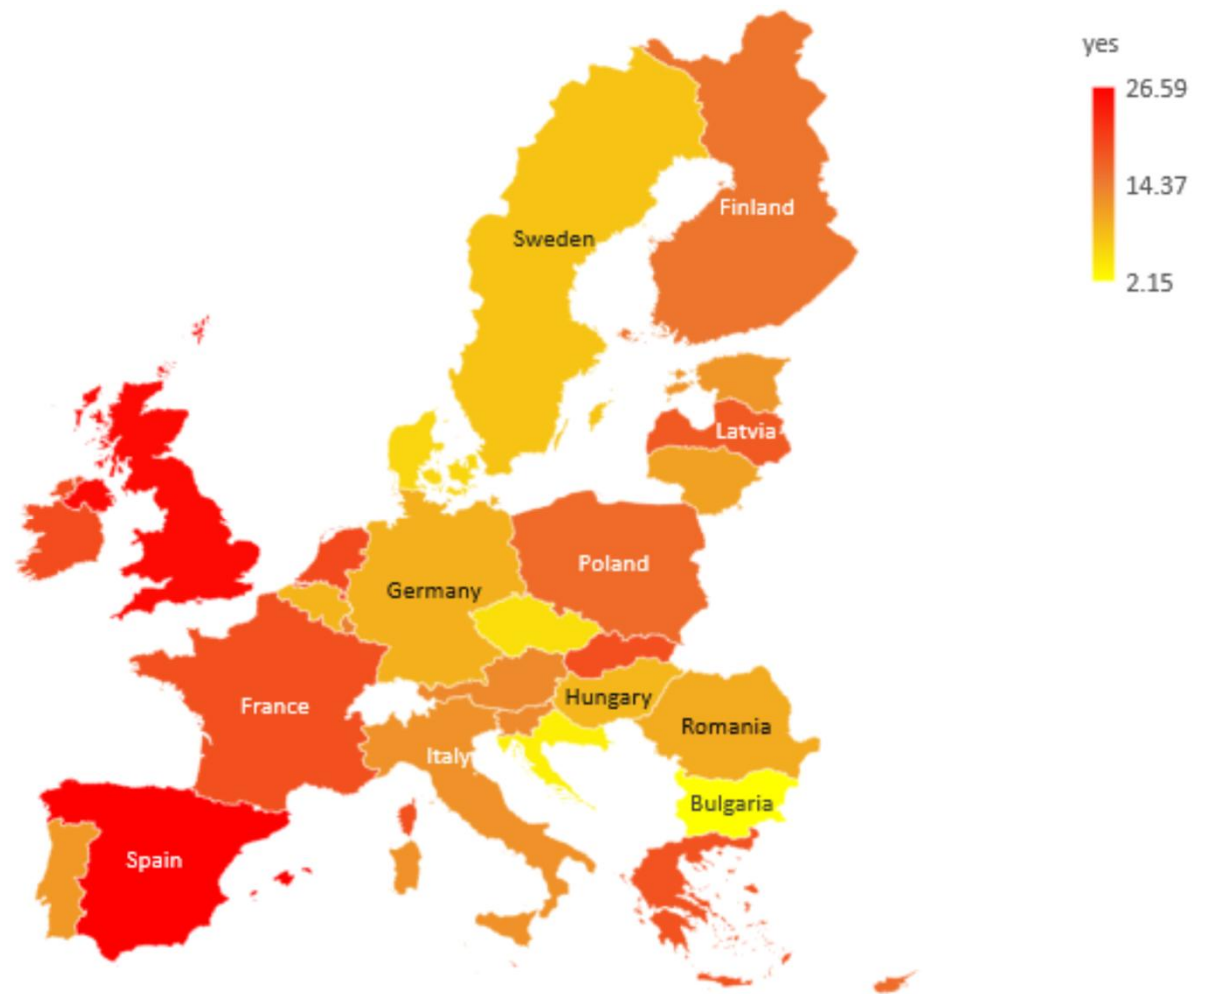 yes
26.59
14.37
2.15
Finland
Sweden
Latvia
Poland
Germany
France
Hungary
Romania
Italy
Bulgaria
Spain